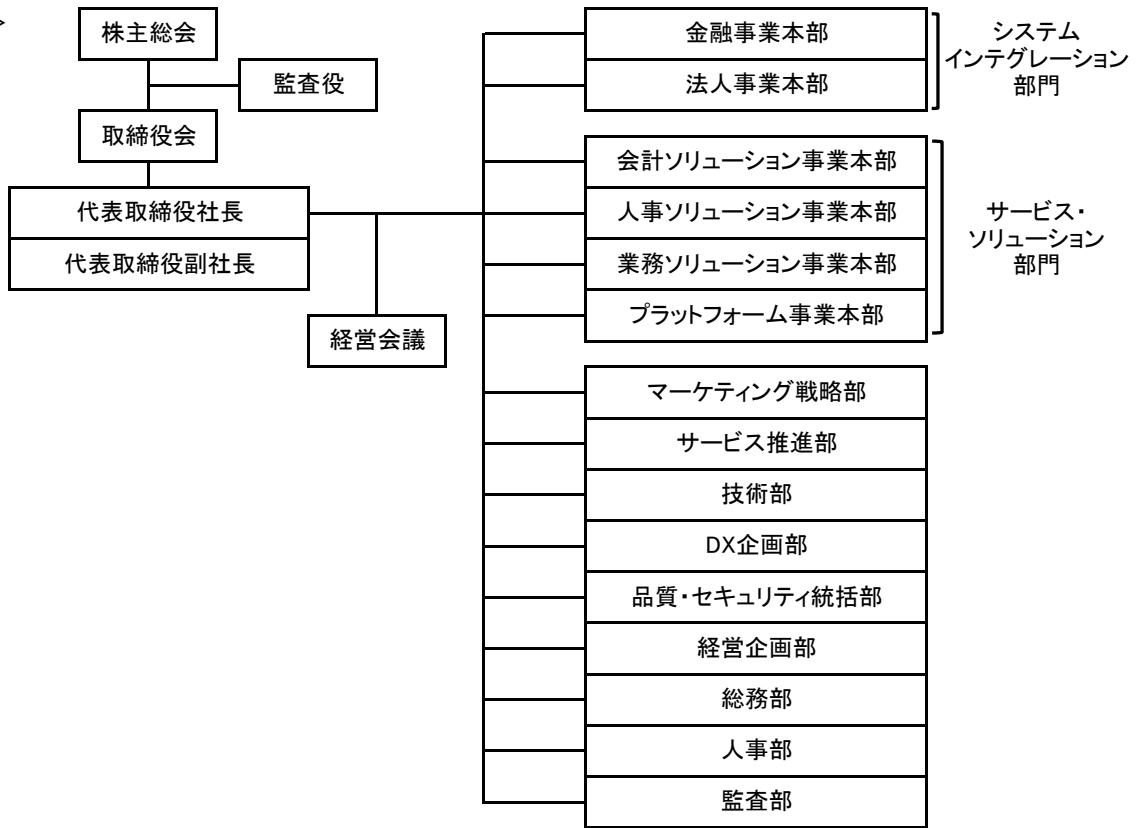 株主総会
監査役
取締役会
代表取締役社長
代表取締役副社長
経営会議
金融事業本部
法人事業本部
システム
インテグレーション
部門
会計ソリューション事業本部
人事ソリューション事業本部
業務ソリューション事業本部
プラットフォーム事業本部
サービス・
ソリューション
部門
マーケティング戦略部
サービス推進部
技術部
DX企画部
品質・セキュリティ統括部
経営企画部
総務部
人事部
監査部